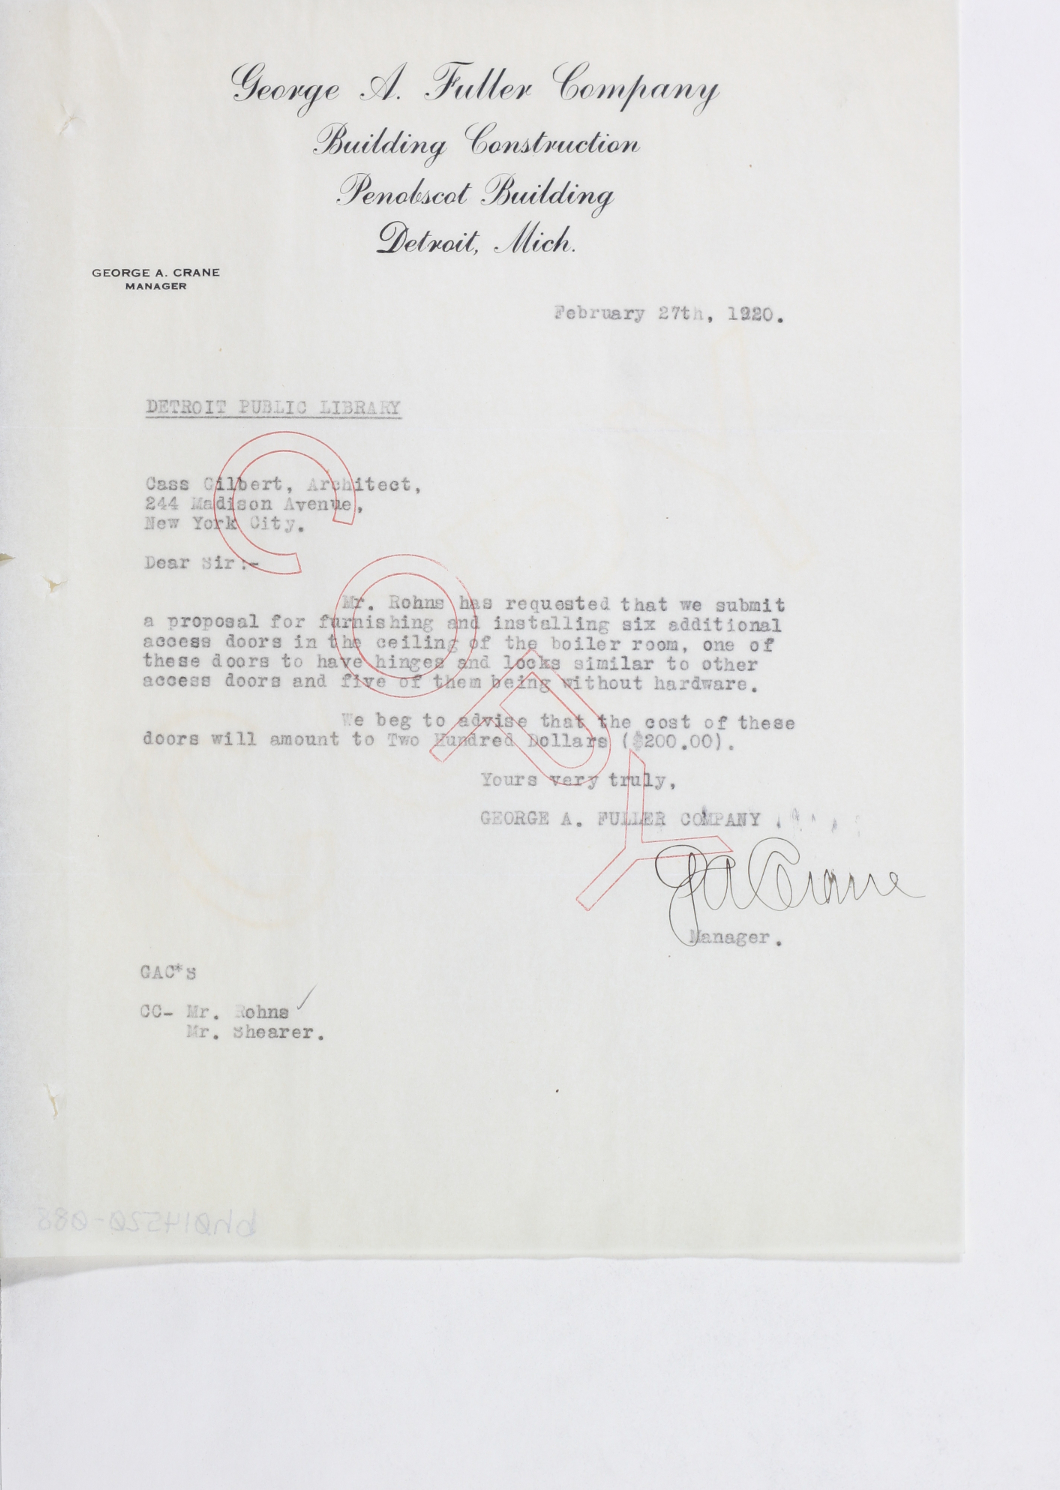 George A. Fuller Company
Building Construction
Penobscot Building
Detroit, Mich.
GEORGE A. CRANE
MANAGER
February 27th, 1920.
DETROIT PUBLIC LIBRARY
Cass Gilbert, Architect,
244 Madison Avenue,
New York City.
Dear Sir:-
Mr. Rohns has requested that we submit
a proposal for furnishing and installing six additional
access doors in the ceiling of the boiler room, one of
these doors to have hinges and locks similar to other
access doors and five of them being without hardware.
We beg to advise that the cost of these
doors will amount to Two Hundred Dollars ($200.00).
Yours very truly,
GEORGE A. FULLER COMPANY
G A Crane
Manager.
GAC*S
CC- Mr. Rohns
Mr. Shearer.
COPY